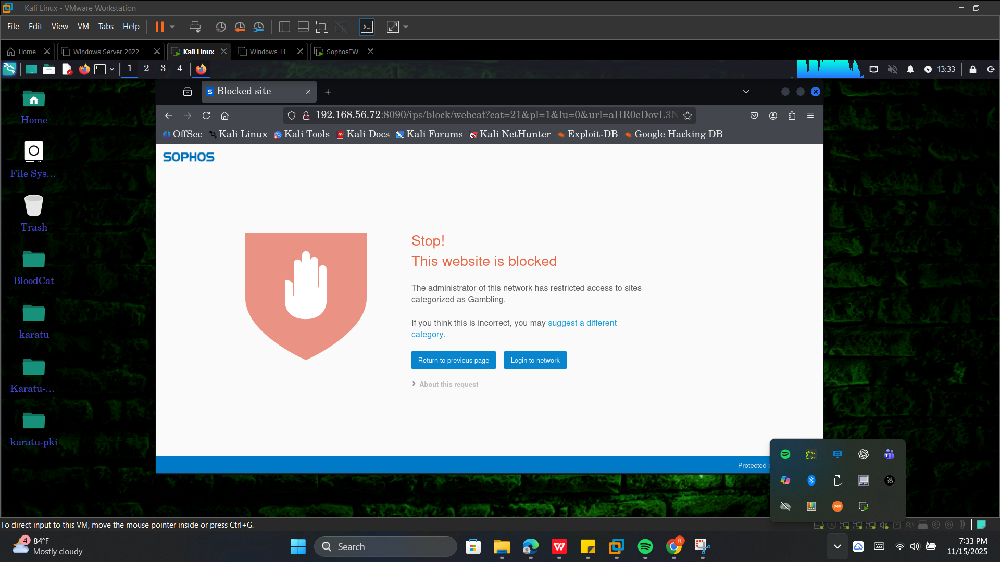 Kali Linux - VMware Workstation
File Edit View VM Tabs Help
Home
Windows Server 2022
Kali Linux
Windows 11
SophosFW
1 2 3 4
13:33
Blocked site
192.168.56.72:8090/ips/block/webcat?cat=21&pl=1&lu=0&url=aHR0cDovL3N
OffSec Kali Linux Kali Tools Kali Docs Kali Forums Kali NetHunter Exploit-DB Google Hacking DB
Home
File Sys...
Trash
BloodCat
karatu
Karatu-...
karatu-pki
SOPHOS
Stop!
This website is blocked
The administrator of this network has restricted access to sites
categorized as Gambling.
If you think this is incorrect, you may suggest a different
category.
Return to previous page
Login to network
About this request
Protected
DeX
To direct input to this VM, move the mouse pointer inside or press Ctrl+G.
4
84°F
Mostly cloudy
Search
R
7:33 PM
11/15/2025